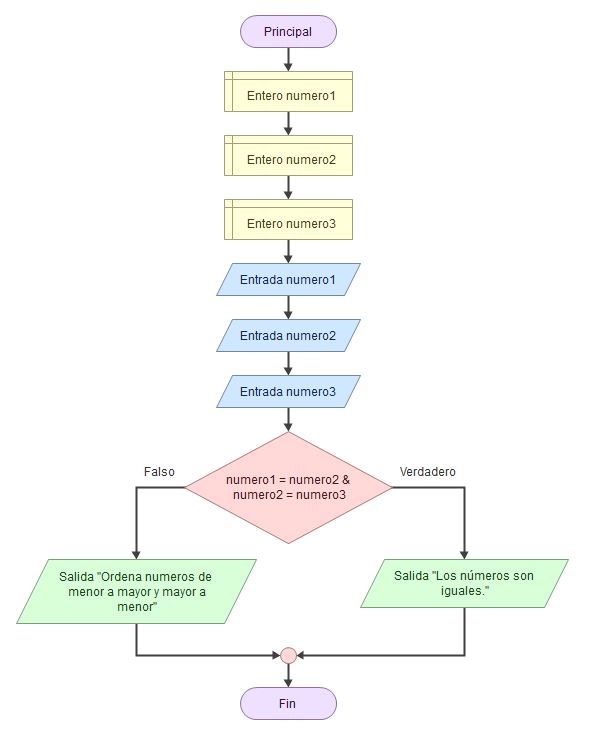 Principal
Entero numero1
Entero numero2
Entero numero3
Entrada numero1
Entrada numero2
Entrada numero3
Falso
Verdadero
numero1 = numero2 &
numero2 = numero3
Salida "Ordena numeros de
menor a mayor y mayor a
menor"
Salida "Los números son
iguales."
Fin